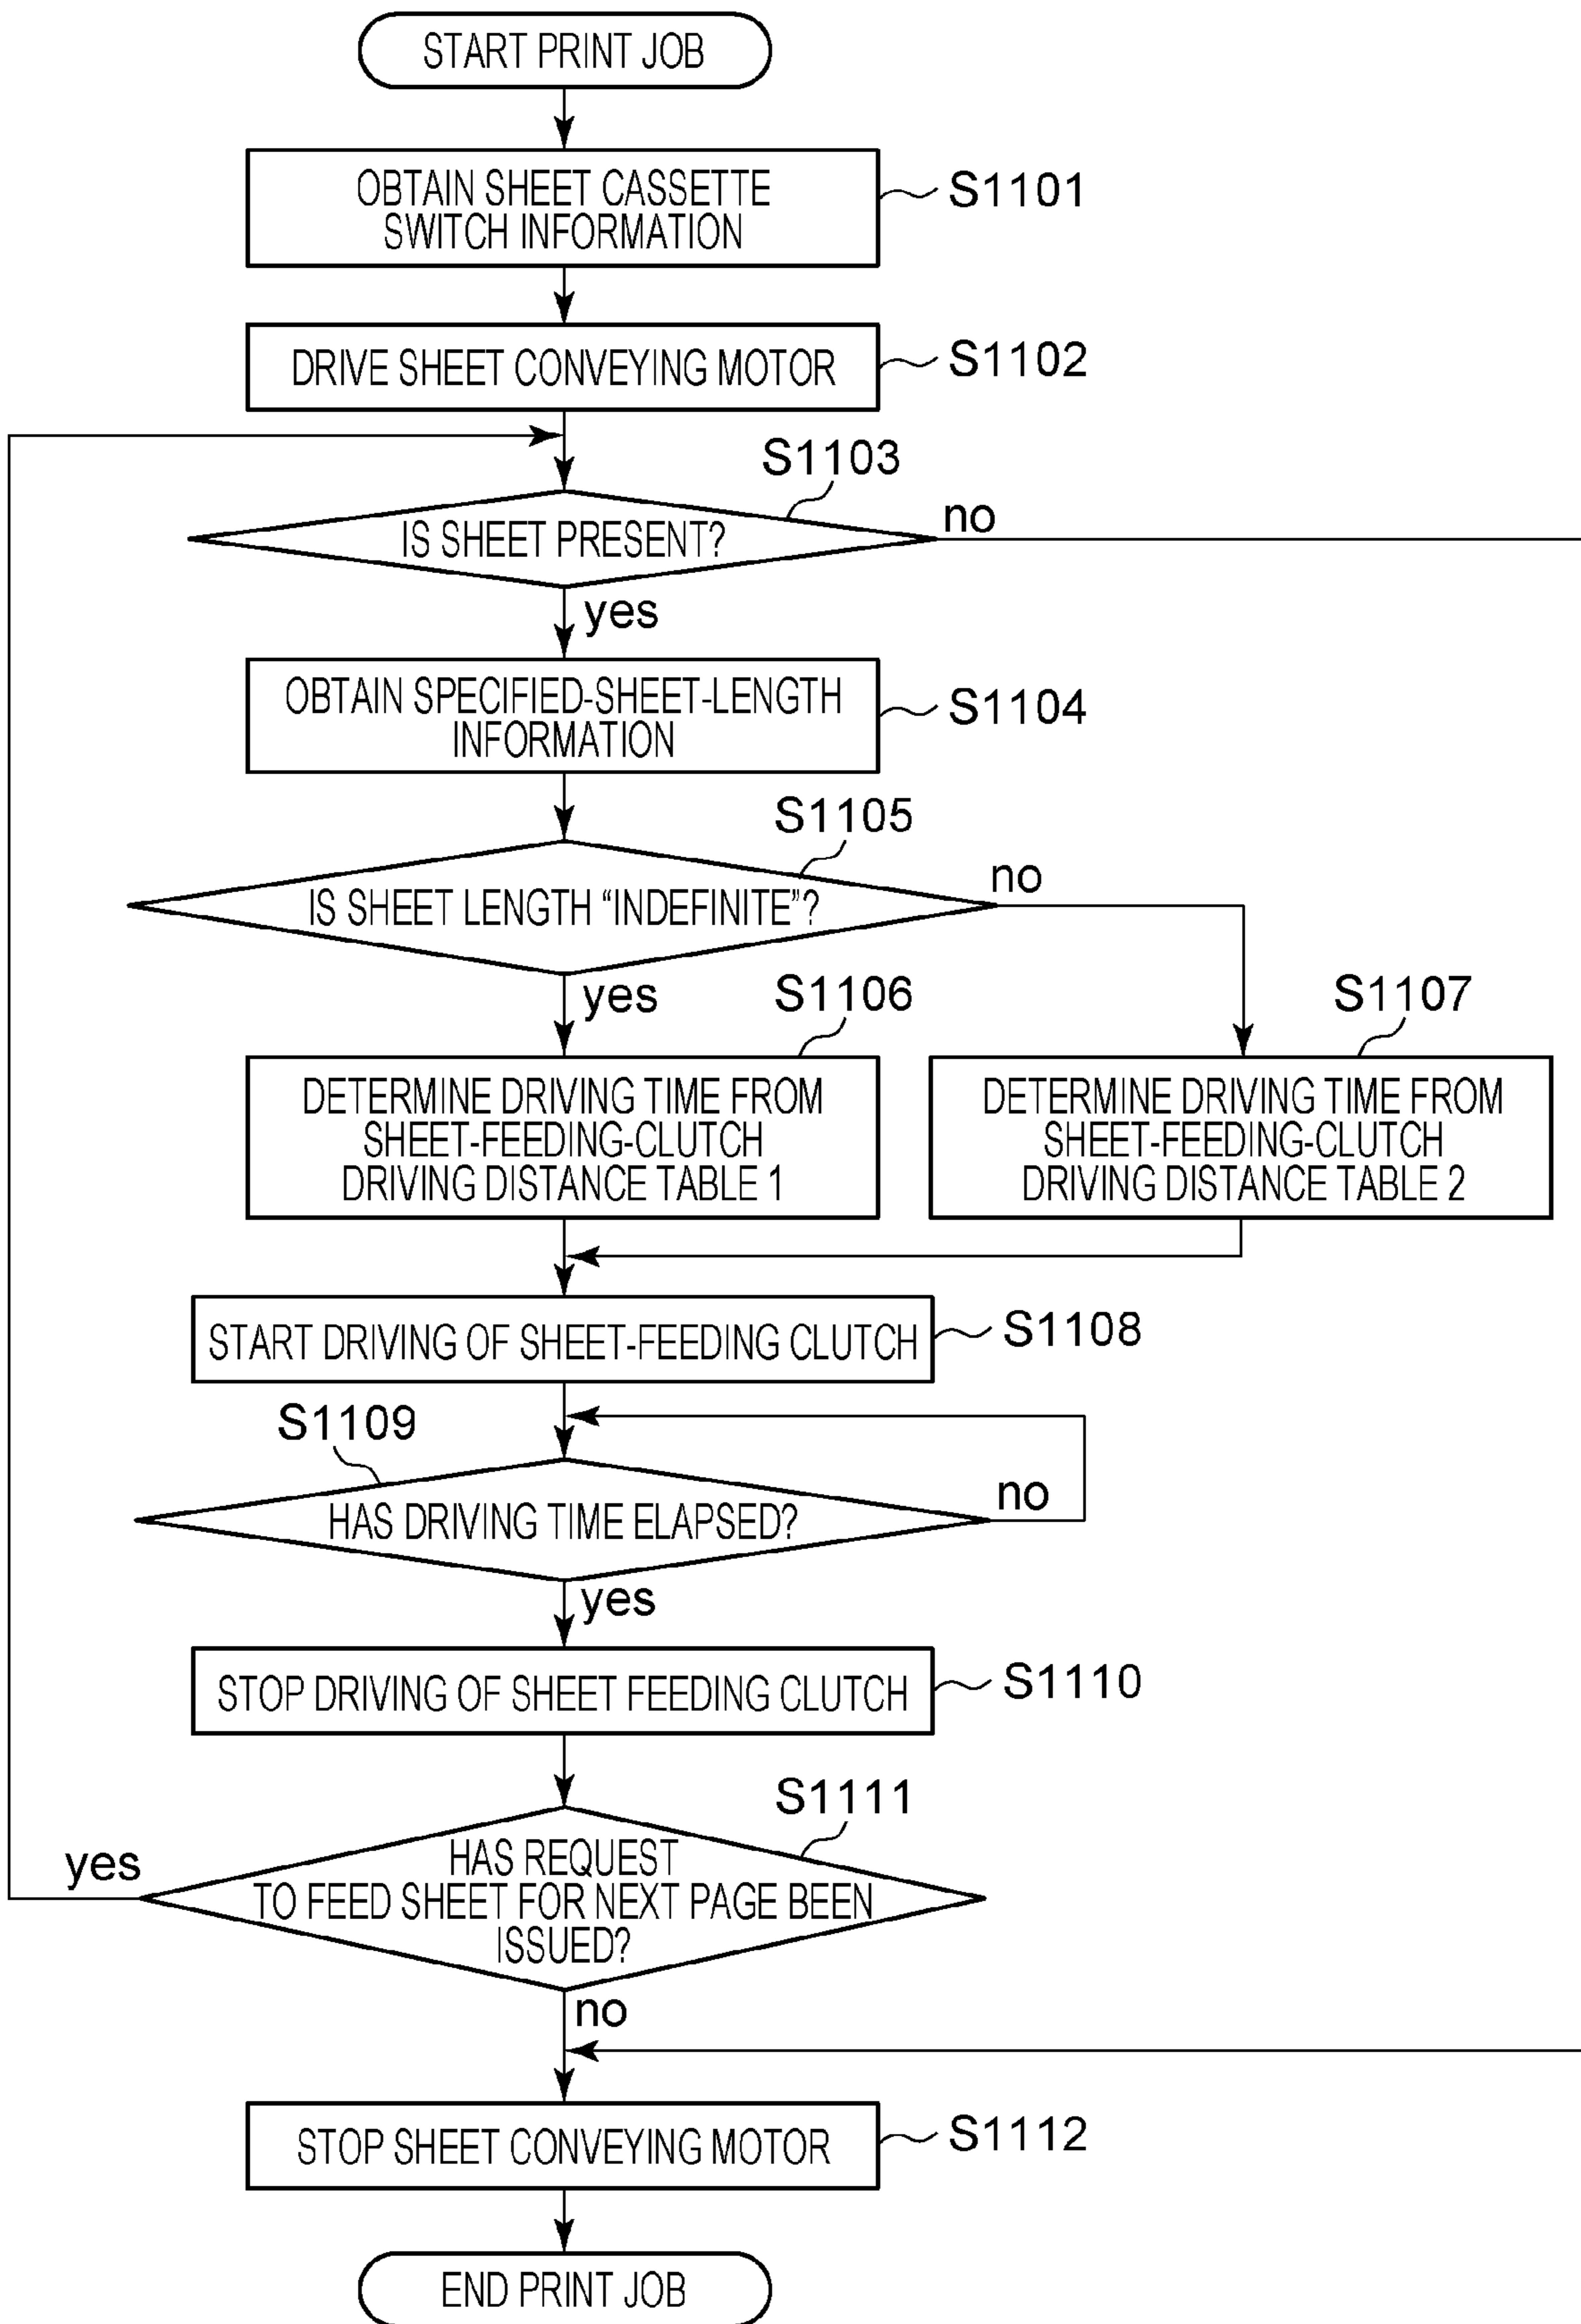 START PRINT JOB
OBTAIN SHEET CASSETTE
SWITCH INFORMATION
S1101
DRIVE SHEET CONVEYING MOTOR
S1102
S1103
IS SHEET PRESENT?
no
yes
OBTAIN SPECIFIED-SHEET-LENGTH
INFORMATION
S1104
S1105
IS SHEET LENGTH “INDEFINITE”?
no
yes
S1106
S1107
DETERMINE DRIVING TIME FROM
SHEET-FEEDING-CLUTCH
DRIVING DISTANCE TABLE 1
DETERMINE DRIVING TIME FROM
SHEET-FEEDING-CLUTCH
DRIVING DISTANCE TABLE 2
START DRIVING OF SHEET-FEEDING CLUTCH
S1108
S1109
HAS DRIVING TIME ELAPSED?
no
yes
STOP DRIVING OF SHEET FEEDING CLUTCH
S1110
S1111
HAS REQUEST
TO FEED SHEET FOR NEXT PAGE BEEN
ISSUED?
yes
no
STOP SHEET CONVEYING MOTOR
S1112
END PRINT JOB